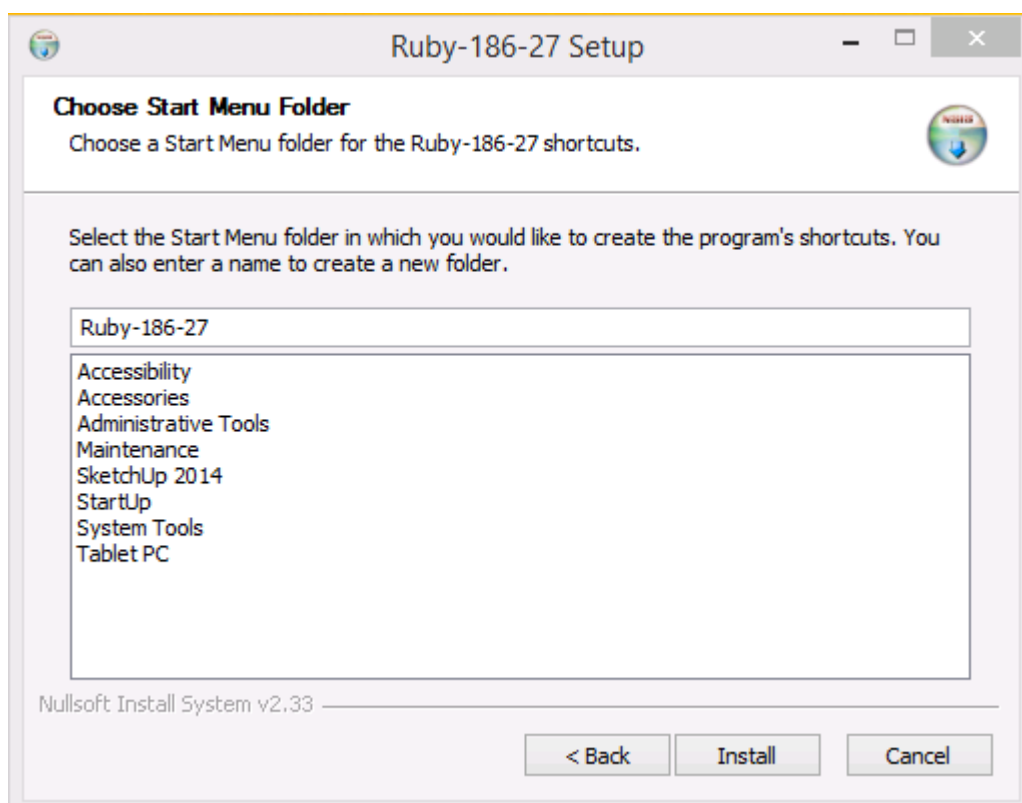 Ruby-186-27 Setup
Choose Start Menu Folder
Choose a Start Menu folder for the Ruby-186-27 shortcuts.
Select the Start Menu folder in which you would like to create the program's shortcuts. You
can also enter a name to create a new folder.
Ruby-186-27
Accessibility
Accessories
Administrative Tools
Maintenance
SketchUp 2014
StartUp
System Tools
Tablet PC
Nullsoft Install System v2.33
< Back Install Cancel